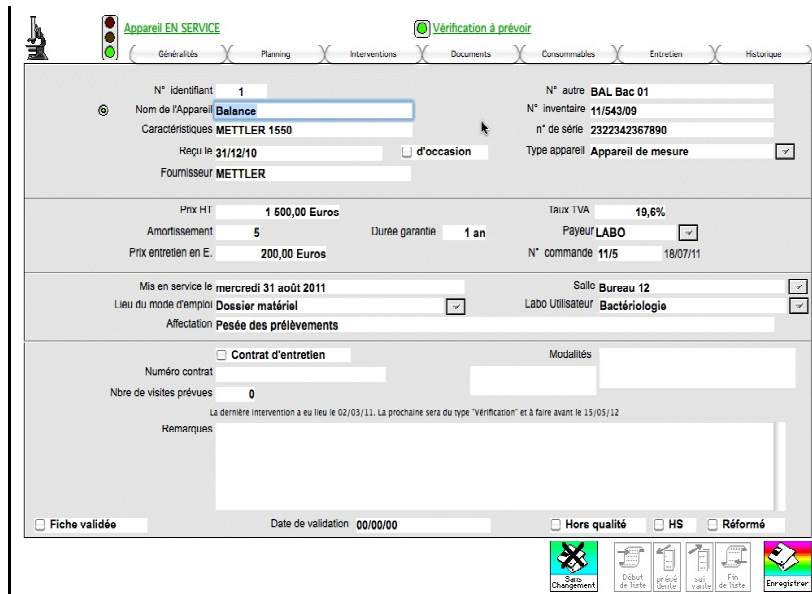 Appareil EN SERVICE Vérification à prévoir
Généralités Planning Interventions Documents Consommables Entretien Historique
N° identifiant 1 N° autre BAL Bac 01
Nom de l'Appareil Balance N° inventaire 11/543/09
Caractéristiques METTLER 1550 n° de série 2322342367890
Reçu le 31/12/10 d'occasion Type appareil Appareil de mesure
Fournisseur METTLER
Prix HT 1 500,00 Euros Taux TVA 19,6%
Amortissement 5 Durée garantie 1 an Payeur LABO
Prix entretien en E. 200,00 Euros N° commande 11/5 18/07/11
Mis en service le mercredi 31 août 2011 Salle Bureau 12
Lieu du mode d'emploi Dossier matériel Labo Utilisateur Bactériologie
Affectation Pesée des prélèvements
Contrat d'entretien Modalités
Numéro contrat
Nbre de visites prévues 0
La dernière intervention a eu lieu le 02/03/11. La prochaine sera du type "Vérification" et à faire avant le 15/05/12
Remarques
Fiche validée Date de validation 00/00/00 Hors qualité HS Réformé
Sans Changement Début de liste précé dente sui vante Fin de liste Enregistrer